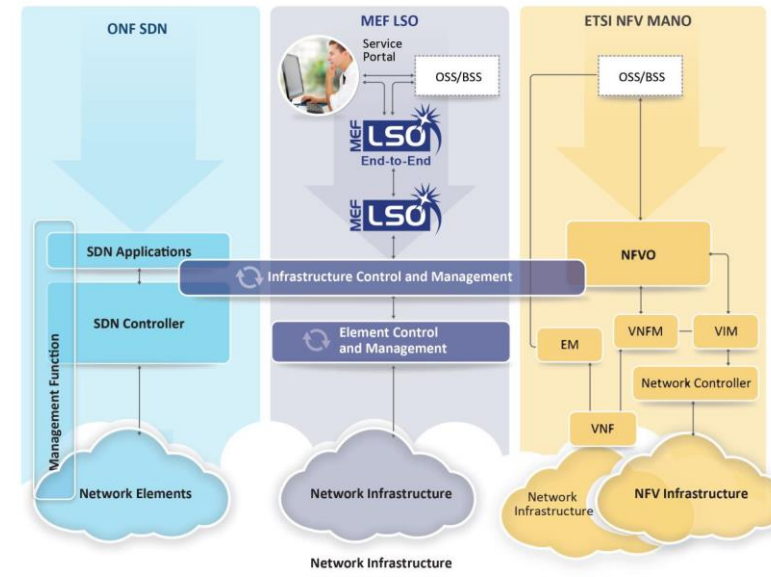 ONF SDN
SDN Applications
SDN Controller
Management Function
Network Elements
MEF LSO
Service
Portal
OSS/BSS
MEF LSO
End-to-End
MEF LSO
Infrastructure Control and Management
Element Control
and Management
Network Infrastructure
Network Infrastructure
ETSI NFV MANO
OSS/BSS
NFVO
EM
VNFM
VIM
Network Controller
VNF
Network
Infrastructure
NFV Infrastructure